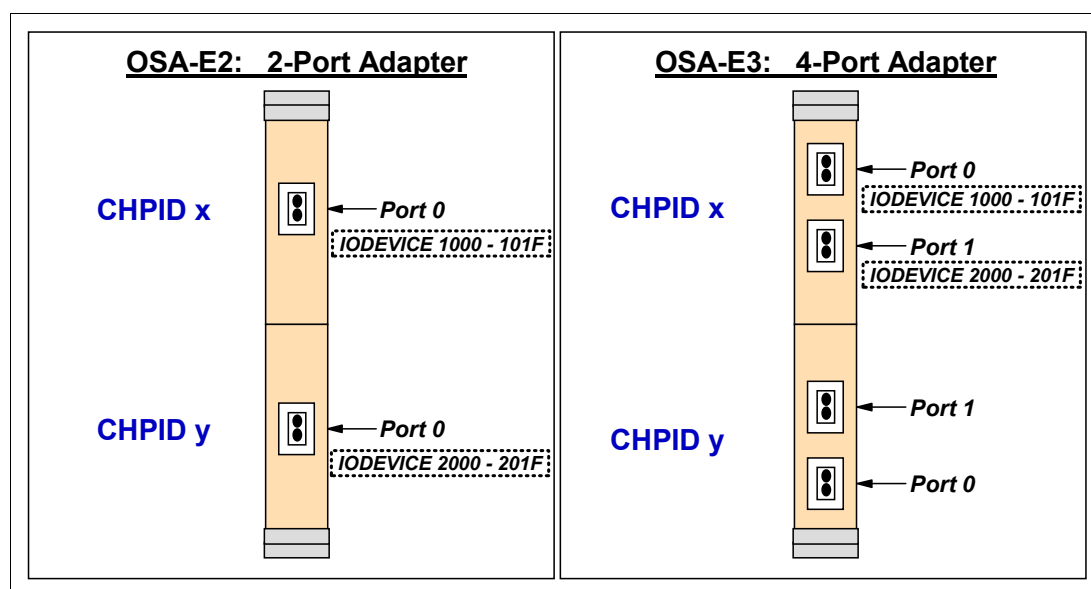 OSA-E2: 2-Port Adapter
CHPID x
Port 0
IODEVICE 1000 - 101F
CHPID y
Port 0
IODEVICE 2000 - 201F
OSA-E3: 4-Port Adapter
CHPID x
Port 0
IODEVICE 1000 - 101F
Port 1
IODEVICE 2000 - 201F
CHPID y
Port 1
Port 0